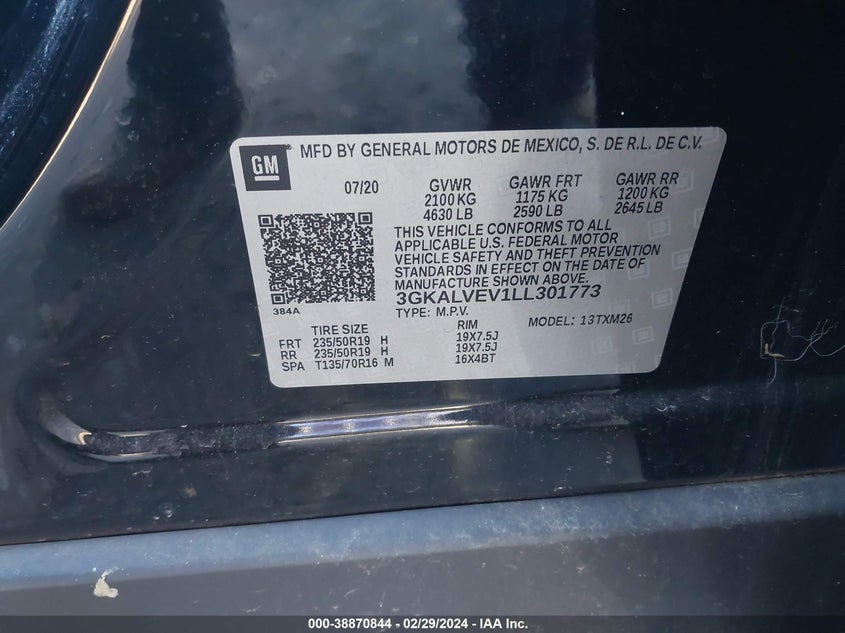 GM
MFD BY GENERAL MOTORS DE MEXICO, S. DE R.L. DE C.V.
07/20 GVWR GAWR FRT GAWR RR
2100 KG 1175 KG 1200 KG
4630 LB 2590 LB 2645 LB
THIS VEHICLE CONFORMS TO ALL
APPLICABLE U.S. FEDERAL MOTOR
VEHICLE SAFETY AND THEFT PREVENTION
STANDARDS IN EFFECT ON THE DATE OF
MANUFACTURE SHOWN ABOVE.
3GKALVEV1LL301773
384A
TYPE: M.P.V. MODEL: 13TXM26
TIRE SIZE RIM
FRT 235/50R19 H 19X7.5J
RR 235/50R19 H 19X7.5J
SPA T135/70R16 M 16X4BT
000-38870844 - 02/29/2024 - IAA Inc.